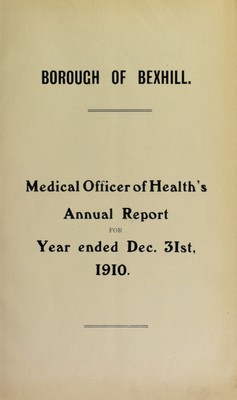 BOROUGH OF BEXHILL.
Medical Officer of Health's
Annual Report
FOR
Year ended Dec. 31st,
1910.